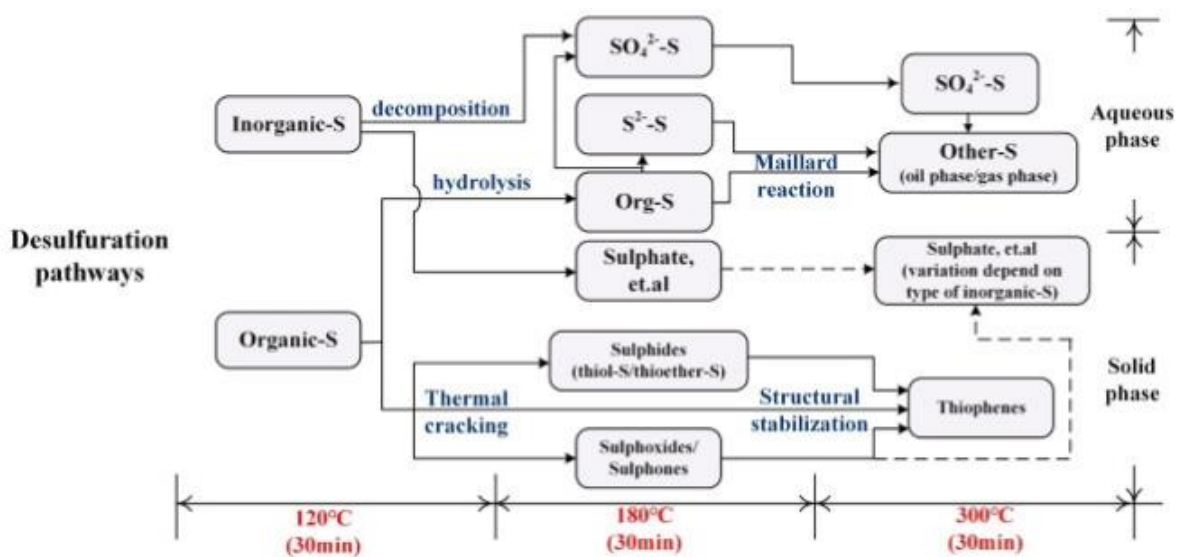 Desulfuration
pathways
Inorganic-S
Organic-S
decomposition
hydrolysis
Thermal
cracking
SO₄²⁻-S
S²⁻-S
Org-S
Sulphate,
et.al
Sulphides
(thiol-S/thioether-S)
Sulphoxides/
Sulphones
Maillard
reaction
Structural
stabilization
SO₄²⁻-S
Other-S
(oil phase/gas phase)
Sulphate, et.al
(variation depend on
type of inorganic-S)
Thiophenes
Aqueous
phase
Solid
phase
120℃
(30min)
180℃
(30min)
300℃
(30min)